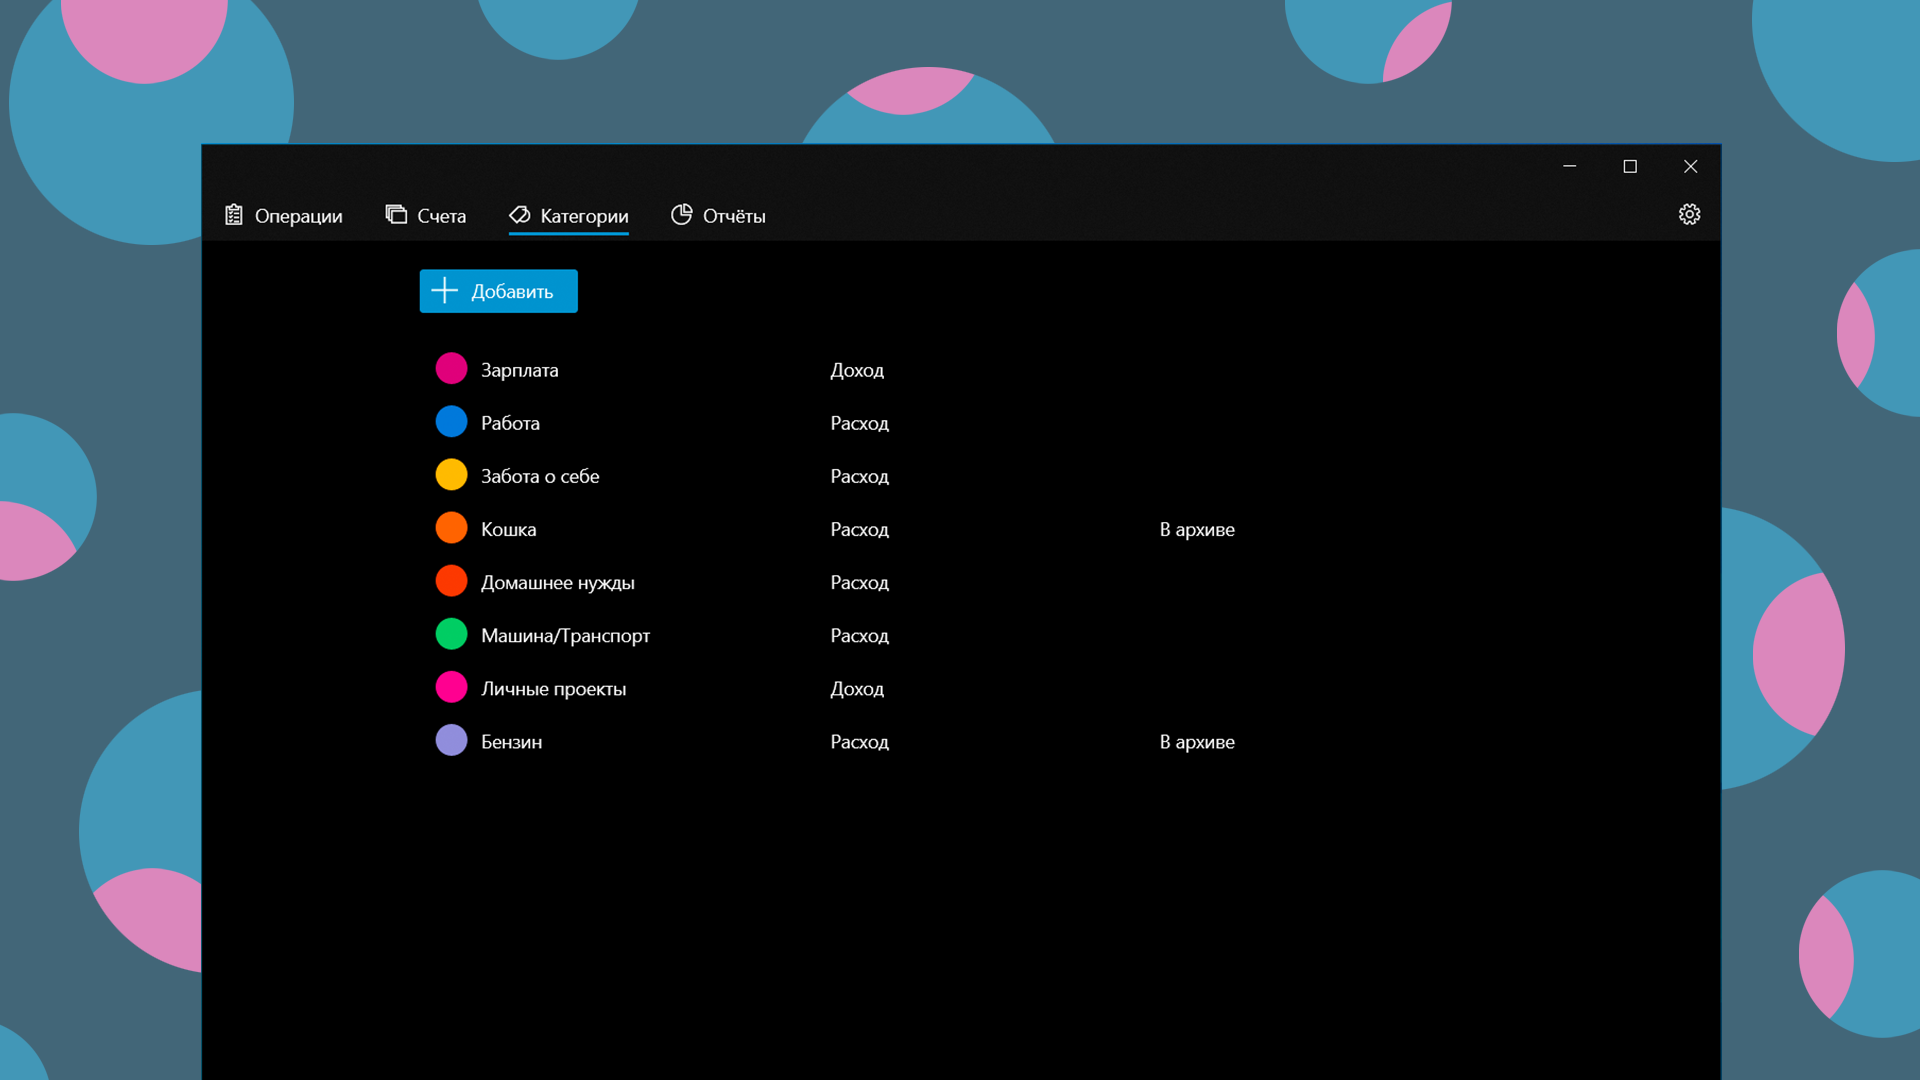 Операции Счета Категории Отчёты
Добавить
Зарплата Доход
Работа Расход
Забота о себе Расход
Кошка Расход В архиве
Домашнее нужды Расход
Машина/Транспорт Расход
Личные проекты Доход
Бензин Расход В архиве